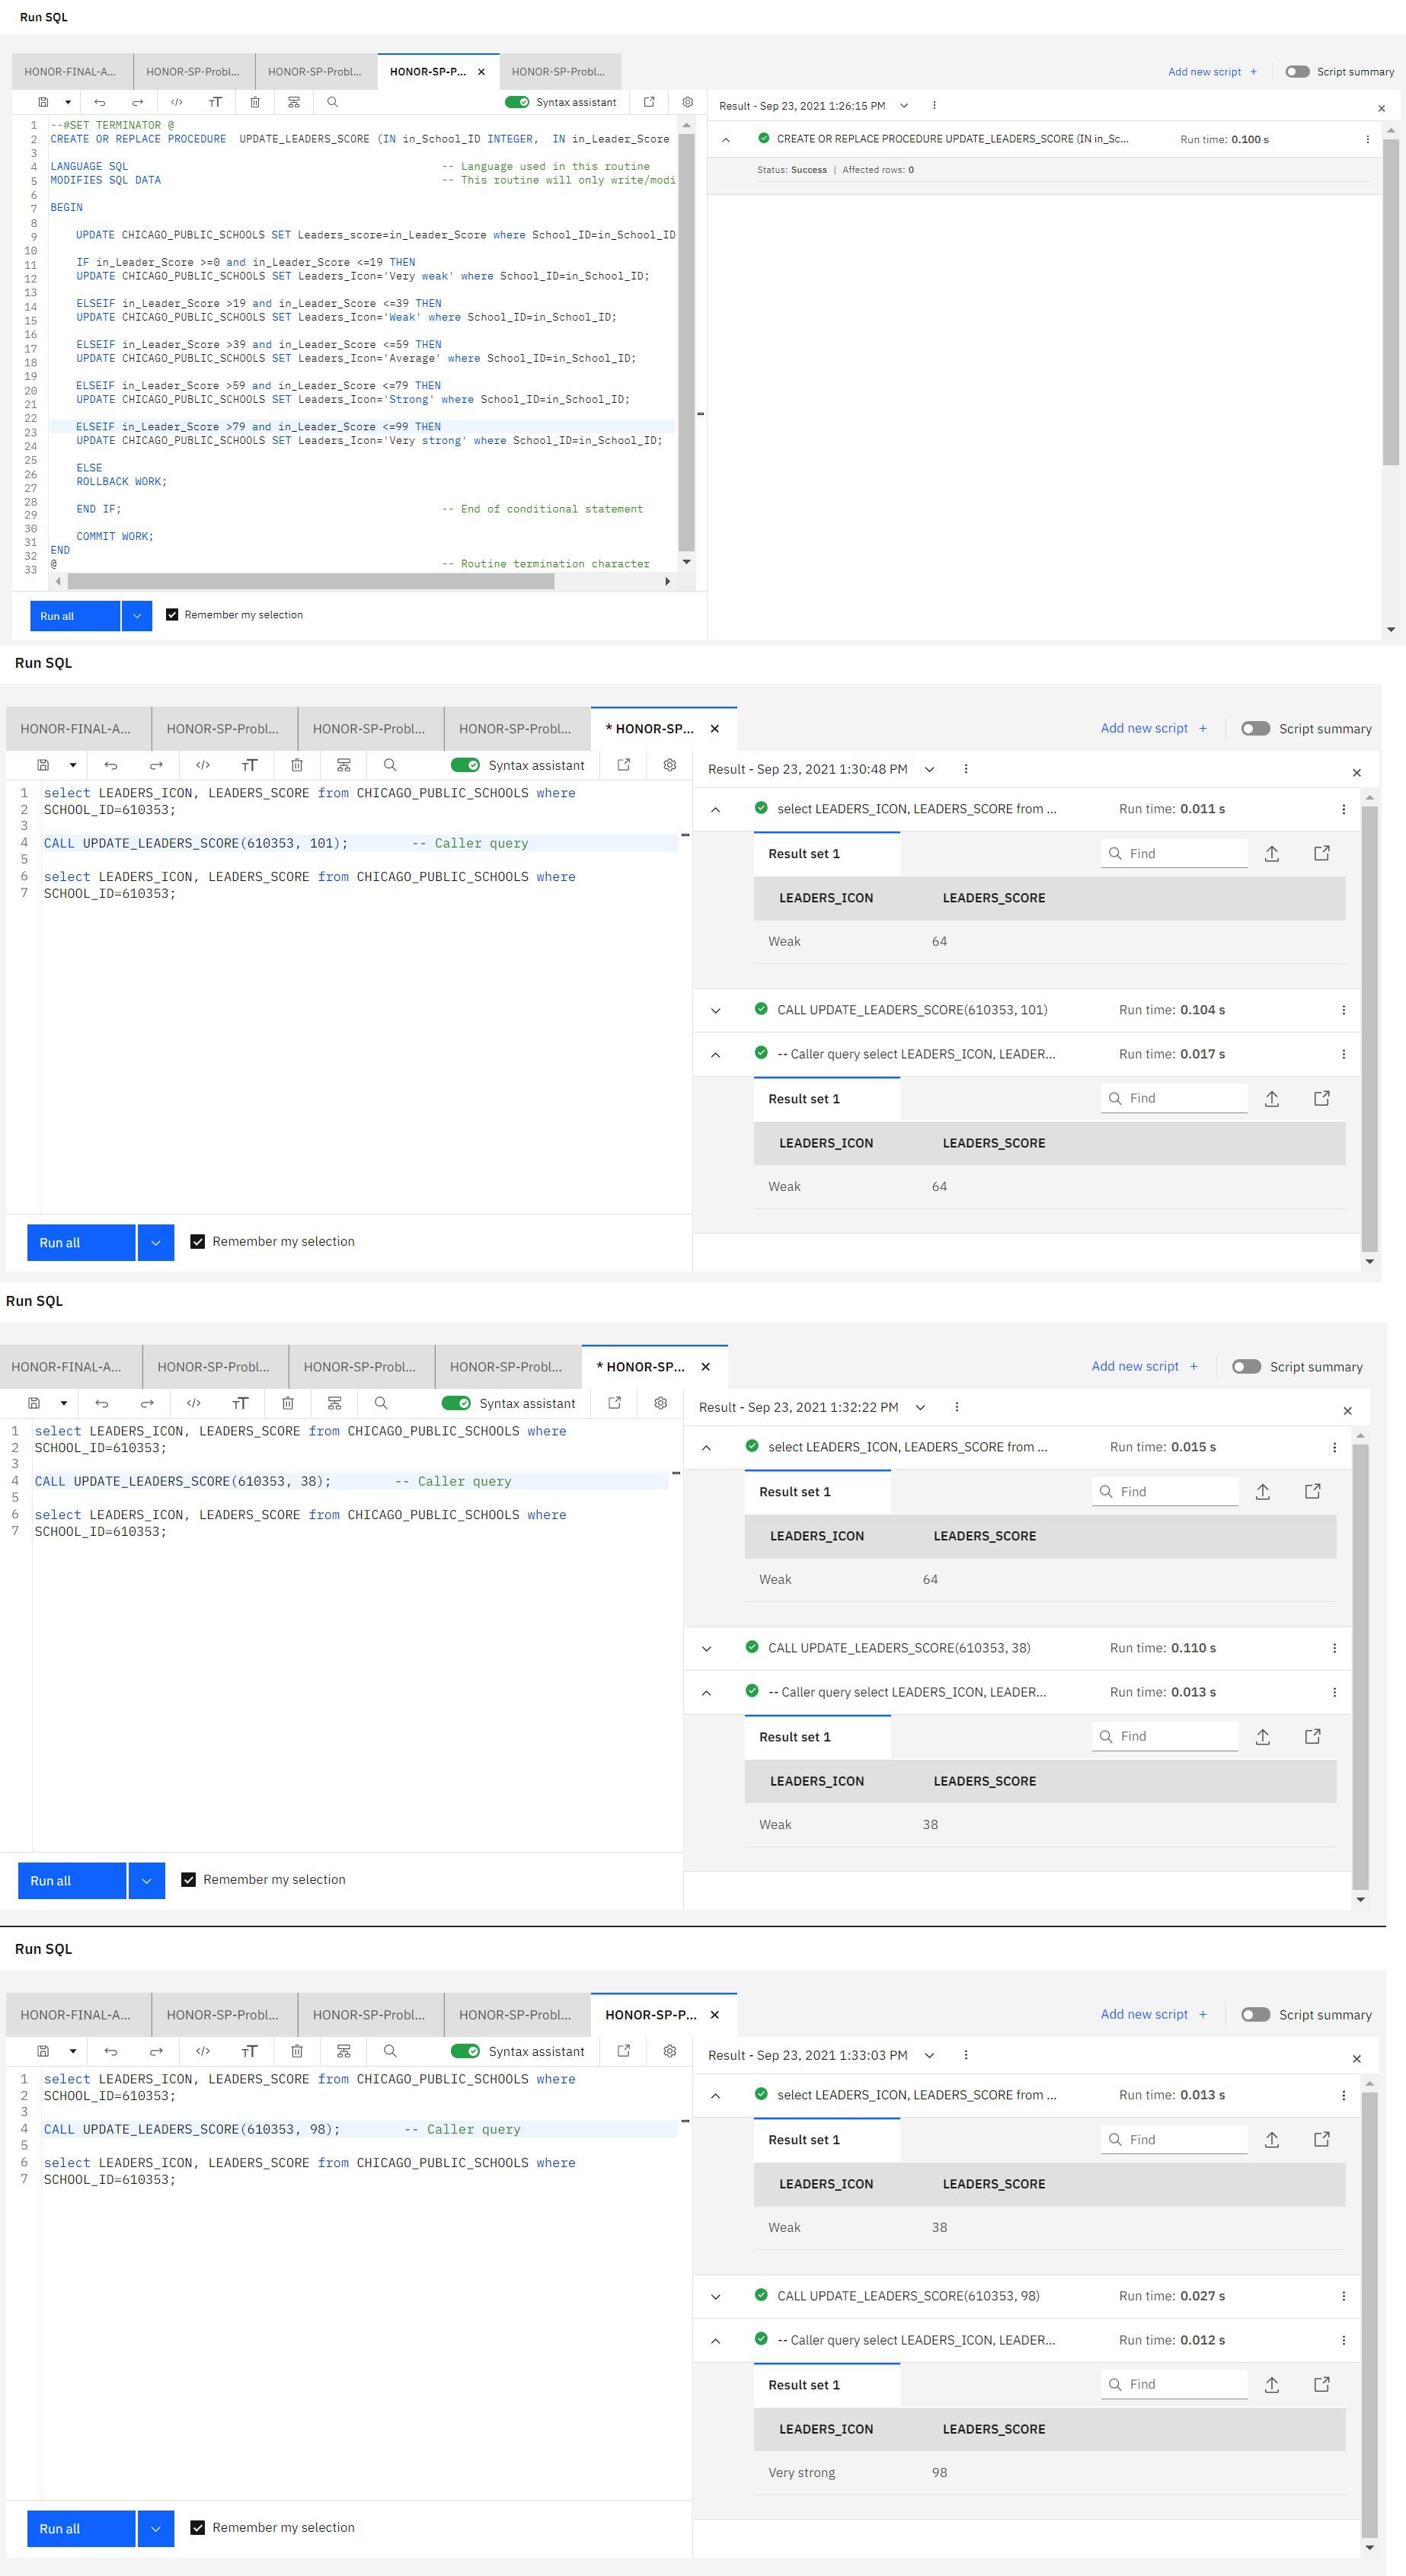 Run SQL
HONOR-FINAL-A... HONOR-SP-Probl... HONOR-SP-Probl... HONOR-SP-P... HONOR-SP-Probl... Add new script + Script summary
Syntax assistant
Result - Sep 23, 2021 1:26:15 PM
1 --#SET TERMINATOR @
2 CREATE OR REPLACE PROCEDURE UPDATE_LEADERS_SCORE (IN in_School_ID INTEGER, IN in_Leader_Score
3
4 LANGUAGE SQL -- Language used in this routine
5 MODIFIES SQL DATA -- This routine will only write/modi
6
7 BEGIN
8
9 UPDATE CHICAGO_PUBLIC_SCHOOLS SET Leaders_score=in_Leader_Score where School_ID=in_School_ID
10
11 IF in_Leader_Score >=0 and in_Leader_Score <=19 THEN
12 UPDATE CHICAGO_PUBLIC_SCHOOLS SET Leaders_Icon='Very weak' where School_ID=in_School_ID;
13
14 ELSEIF in_Leader_Score >19 and in_Leader_Score <=39 THEN
15 UPDATE CHICAGO_PUBLIC_SCHOOLS SET Leaders_Icon='Weak' where School_ID=in_School_ID;
16
17 ELSEIF in_Leader_Score >39 and in_Leader_Score <=59 THEN
18 UPDATE CHICAGO_PUBLIC_SCHOOLS SET Leaders_Icon='Average' where School_ID=in_School_ID;
19
20 ELSEIF in_Leader_Score >59 and in_Leader_Score <=79 THEN
21 UPDATE CHICAGO_PUBLIC_SCHOOLS SET Leaders_Icon='Strong' where School_ID=in_School_ID;
22
23 ELSEIF in_Leader_Score >79 and in_Leader_Score <=99 THEN
24 UPDATE CHICAGO_PUBLIC_SCHOOLS SET Leaders_Icon='Very strong' where School_ID=in_School_ID;
25
26 ELSE
27 ROLLBACK WORK;
28
29 END IF; -- End of conditional statement
30
31 COMMIT WORK;
32 END
33 @ -- Routine termination character
CREATE OR REPLACE PROCEDURE UPDATE_LEADERS_SCORE (IN in_Sc... Run time: 0.100 s
Status: Success | Affected rows: 0
Run all Remember my selection
Run SQL
HONOR-FINAL-A... HONOR-SP-Probl... HONOR-SP-Probl... HONOR-SP-Probl... * HONOR-SP... Add new script + Script summary
Syntax assistant
1 select LEADERS_ICON, LEADERS_SCORE from CHICAGO_PUBLIC_SCHOOLS where
2 SCHOOL_ID=610353;
3
4 CALL UPDATE_LEADERS_SCORE(610353, 101); -- Caller query
5
6 select LEADERS_ICON, LEADERS_SCORE from CHICAGO_PUBLIC_SCHOOLS where
7 SCHOOL_ID=610353;
Result - Sep 23, 2021 1:30:48 PM
select LEADERS_ICON, LEADERS_SCORE from ... Run time: 0.011 s
Result set 1 Find
LEADERS_ICON LEADERS_SCORE
Weak 64
CALL UPDATE_LEADERS_SCORE(610353, 101) Run time: 0.104 s
-- Caller query select LEADERS_ICON, LEADER... Run time: 0.017 s
Result set 1 Find
LEADERS_ICON LEADERS_SCORE
Weak 64
Run all Remember my selection
Run SQL
HONOR-FINAL-A... HONOR-SP-Probl... HONOR-SP-Probl... HONOR-SP-Probl... * HONOR-SP... Add new script + Script summary
Syntax assistant
1 select LEADERS_ICON, LEADERS_SCORE from CHICAGO_PUBLIC_SCHOOLS where
2 SCHOOL_ID=610353;
3
4 CALL UPDATE_LEADERS_SCORE(610353, 38); -- Caller query
5
6 select LEADERS_ICON, LEADERS_SCORE from CHICAGO_PUBLIC_SCHOOLS where
7 SCHOOL_ID=610353;
Result - Sep 23, 2021 1:32:22 PM
select LEADERS_ICON, LEADERS_SCORE from ... Run time: 0.015 s
Result set 1 Find
LEADERS_ICON LEADERS_SCORE
Weak 64
CALL UPDATE_LEADERS_SCORE(610353, 38) Run time: 0.110 s
-- Caller query select LEADERS_ICON, LEADER... Run time: 0.013 s
Result set 1 Find
LEADERS_ICON LEADERS_SCORE
Weak 38
Run all Remember my selection
Run SQL
HONOR-FINAL-A... HONOR-SP-Probl... HONOR-SP-Probl... HONOR-SP-Probl... HONOR-SP-P... Add new script + Script summary
Syntax assistant
1 select LEADERS_ICON, LEADERS_SCORE from CHICAGO_PUBLIC_SCHOOLS where
2 SCHOOL_ID=610353;
3
4 CALL UPDATE_LEADERS_SCORE(610353, 98); -- Caller query
5
6 select LEADERS_ICON, LEADERS_SCORE from CHICAGO_PUBLIC_SCHOOLS where
7 SCHOOL_ID=610353;
Result - Sep 23, 2021 1:33:03 PM
select LEADERS_ICON, LEADERS_SCORE from ... Run time: 0.013 s
Result set 1 Find
LEADERS_ICON LEADERS_SCORE
Weak 38
CALL UPDATE_LEADERS_SCORE(610353, 98) Run time: 0.027 s
-- Caller query select LEADERS_ICON, LEADER... Run time: 0.012 s
Result set 1 Find
LEADERS_ICON LEADERS_SCORE
Very strong 98
Run all Remember my selection